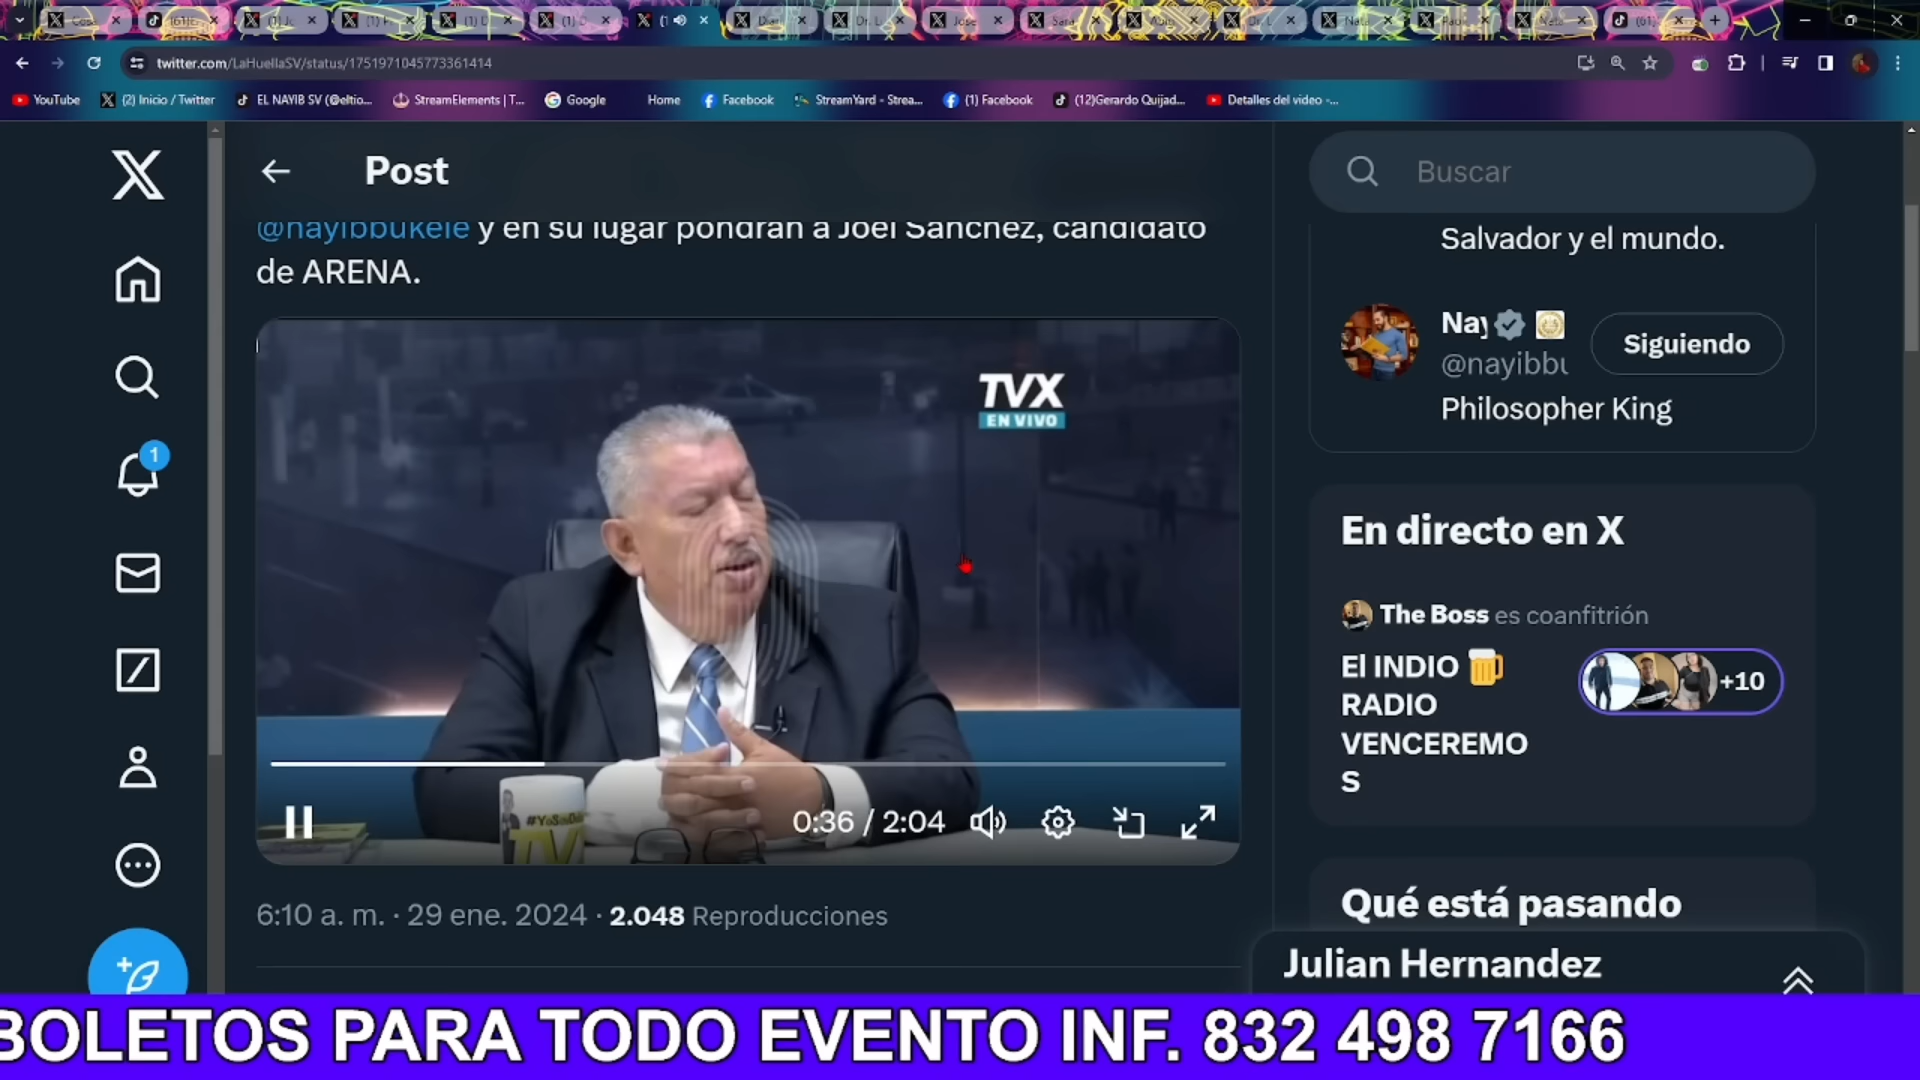 twitter.com/LaHuellaSV/status/1751971045773361414
YouTube
(2) Inicio / Twitter
EL NAYIB SV (@eltio...
StreamElements | T...
Google
Home
Facebook
StreamYard - Strea...
(1) Facebook
(12)Gerardo Quijad...
Detalles del video -...
Post
@nayibbukele y en su lugar pondrán a Joel Sánchez, candidato
de ARENA.
TVX
EN VIVO
0:36 / 2:04
6:10 a. m. · 29 ene. 2024 · 2.048 Reproducciones
Buscar
Salvador y el mundo.
Nay
@nayibbu
Siguiendo
Philosopher King
En directo en X
The Boss es coanfitrión
El INDIO
RADIO
VENCEREMO
S
+10
Qué está pasando
Julian Hernandez
1
BOLETOS PARA TODO EVENTO INF. 832 498 7166